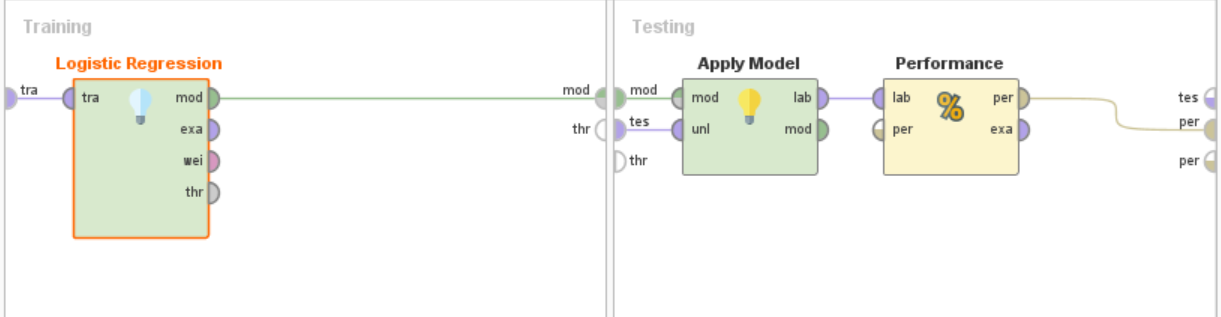 Training
Logistic Regression
tra
tra
mod
exa
wei
thr
mod
thr
Testing
Apply Model
Performance
mod
tes
thr
mod
unl
lab
mod
lab
per
%
per
exa
tes
per
per